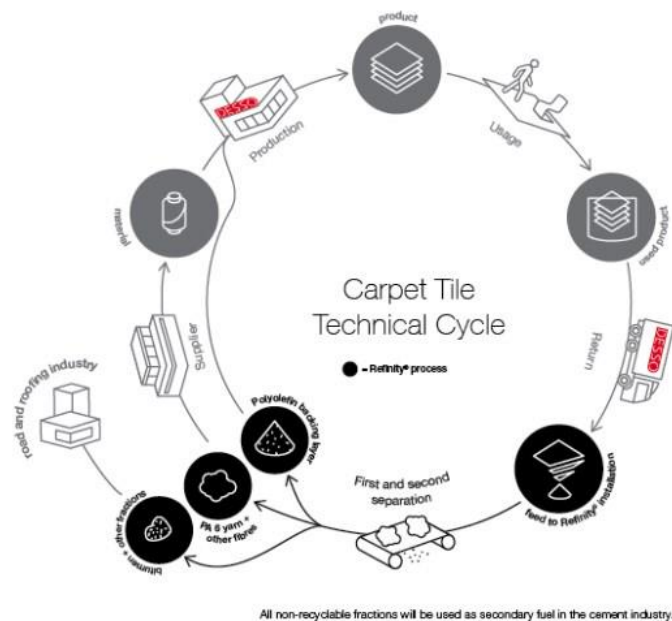 product
DESSO
Production
Usage
material
used product
Carpet Tile
Technical Cycle
= Refinity® process
Supplier
Return
DESSO
road and roofing industry
Polyolefin backing layer
First and second
separation
feed to Refinity® installation
PA 6 yarn +
other fibres
bitumen + other fractions
All non-recyclable fractions will be used as secondary fuel in the cement industry.